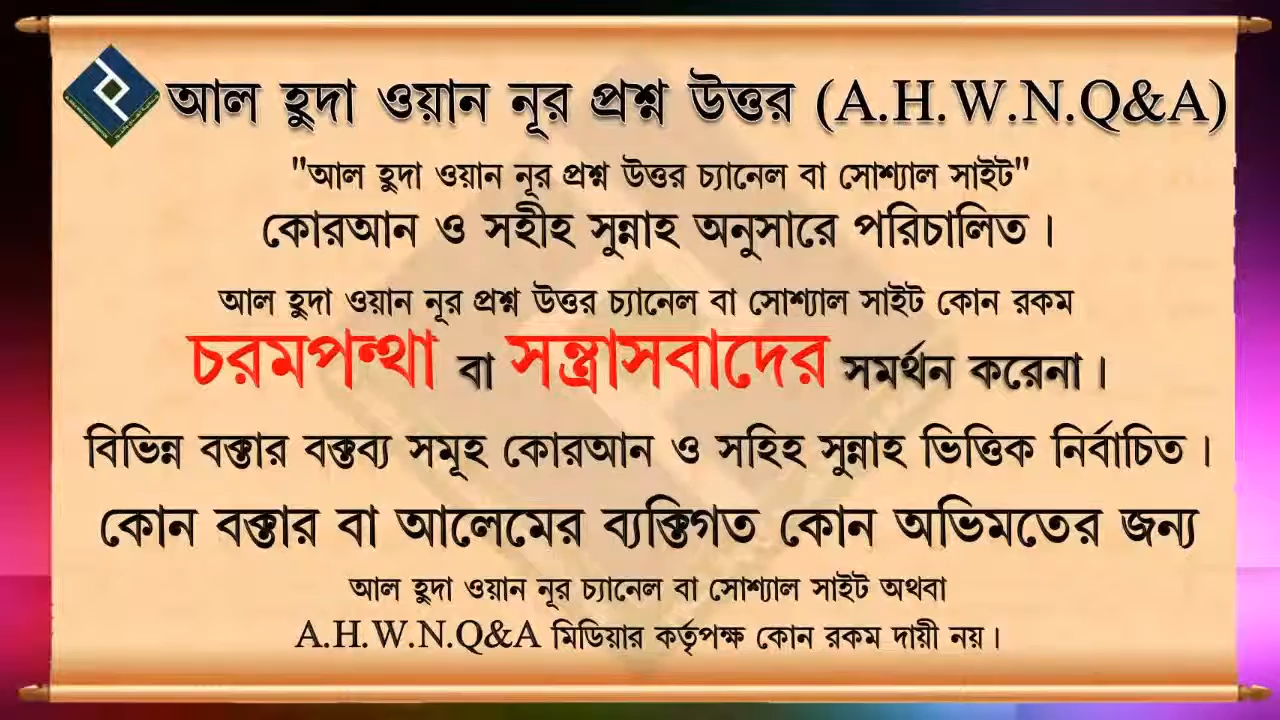 আল হুদা ওয়ান নূর প্রশ্ন উত্তর (A.H.W.N.Q&A)
"আল হুদা ওয়ান নূর প্রশ্ন উত্তর চ্যানেল বা সোশ্যাল সাইট"
কোরআন ও সহীহ সুন্নাহ অনুসারে পরিচালিত।
আল হুদা ওয়ান নূর প্রশ্ন উত্তর চ্যানেল বা সোশ্যাল সাইট কোন রকম
চরমপন্থা বা সন্ত্রাসবাদের সমর্থন করেনা।
বিভিন্ন বক্তার বক্তব্য সমূহ কোরআন ও সহিহ সুন্নাহ ভিত্তিক নির্বাচিত।
কোন বক্তার বা আলেমের ব্যক্তিগত কোন অভিমতের জন্য
আল হুদা ওয়ান নূর চ্যানেল বা সোশ্যাল সাইট অথবা
A.H.W.N.Q&A মিডিয়ার কর্তৃপক্ষ কোন রকম দায়ী নয়।